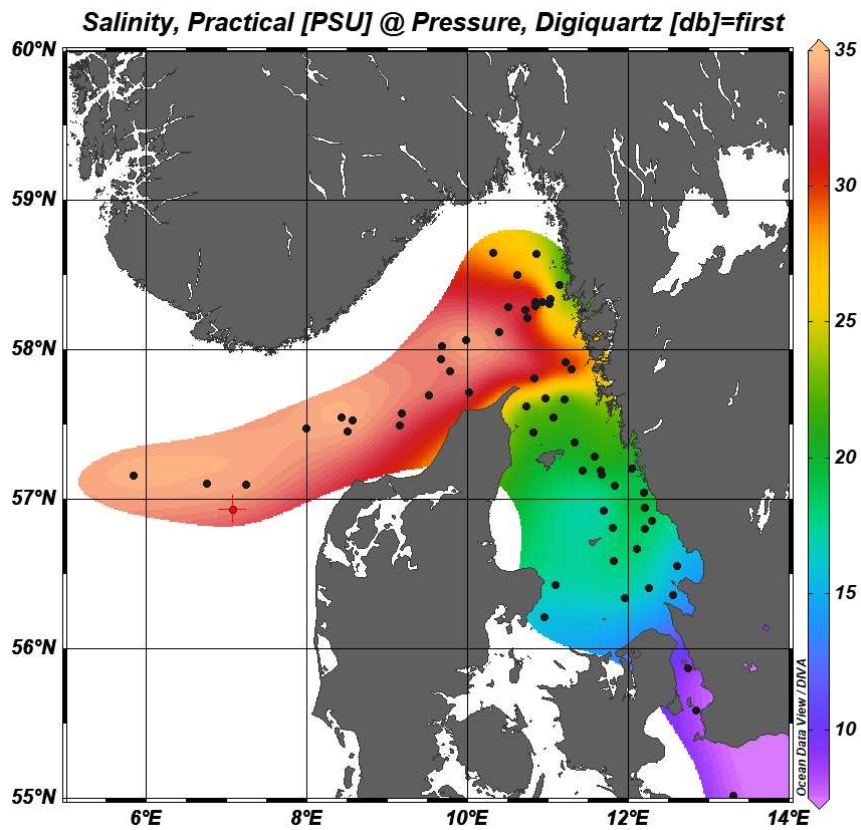 Salinity, Practical [PSU] @ Pressure, Digiquartz [db]=first
60°N
59°N
58°N
57°N
56°N
55°N
6°E
8°E
10°E
12°E
14°E
35
30
25
20
15
10
Ocean Data View / DIVA